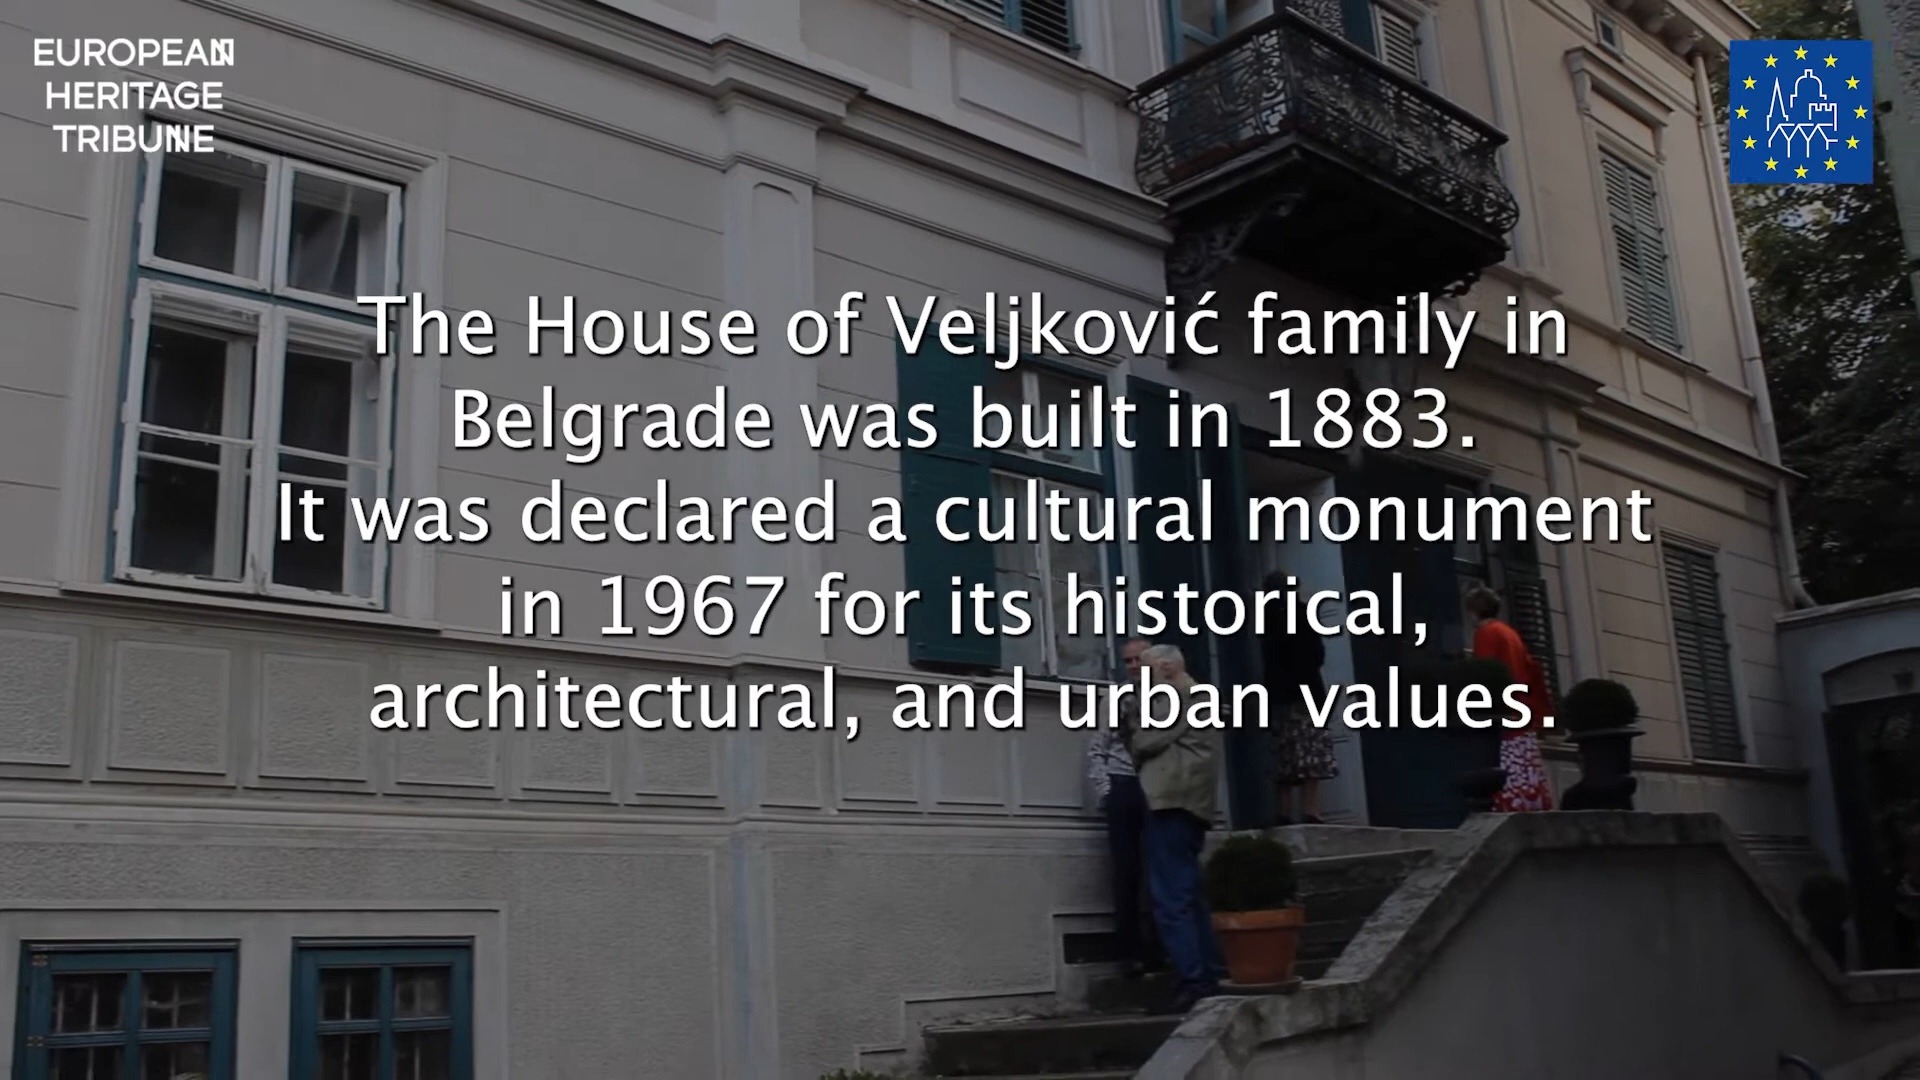 EUROPEAN
HERITAGE
TRIBUNE
The House of Veljković family in
Belgrade was built in 1883.
It was declared a cultural monument
in 1967 for its historical,
architectural, and urban values.